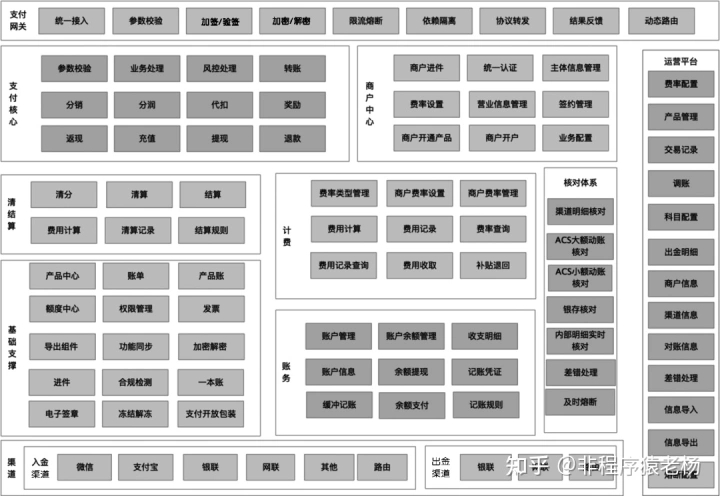 支付
网关
统一接入
参数校验
加签/验签
加密/解密
限流熔断
依赖隔离
协议转发
结果反馈
动态路由
支付核心
参数校验
业务处理
风控处理
转账
分销
分润
代扣
奖励
返现
充值
提现
退款
商户中心
商户进件
统一认证
主体信息管理
费率设置
营业信息管理
签约管理
商户开通产品
商户开户
业务配置
运营平台
费率配置
产品管理
交易记录
调账
科目配置
出金明细
商户信息
渠道信息
对账信息
差错处理
信息导入
信息导出
熔断配置
清结算
清分
清算
结算
费用计算
清算记录
结算规则
计费
费率类型管理
商户费率设置
商户费率管理
费用计算
费用记录
费率查询
费用记录查询
费用收取
补贴退回
核对体系
渠道明细核对
ACS大额动账
核对
ACS小额动账
核对
银存核对
内部明细实时
核对
差错处理
及时熔断
基础支撑
产品中心
账单
产品账
额度中心
权限管理
发票
导出组件
功能同步
加密解密
进件
合规检测
一本账
电子签章
冻结解冻
支付开放包装
账务
账户管理
账户余额管理
收支明细
账户信息
余额提现
记账凭证
缓冲记账
余额支付
记账规则
渠道
入金
渠道
微信
支付宝
银联
网联
其他
路由
出金
渠道
银联
知乎 @非程序猿老杨